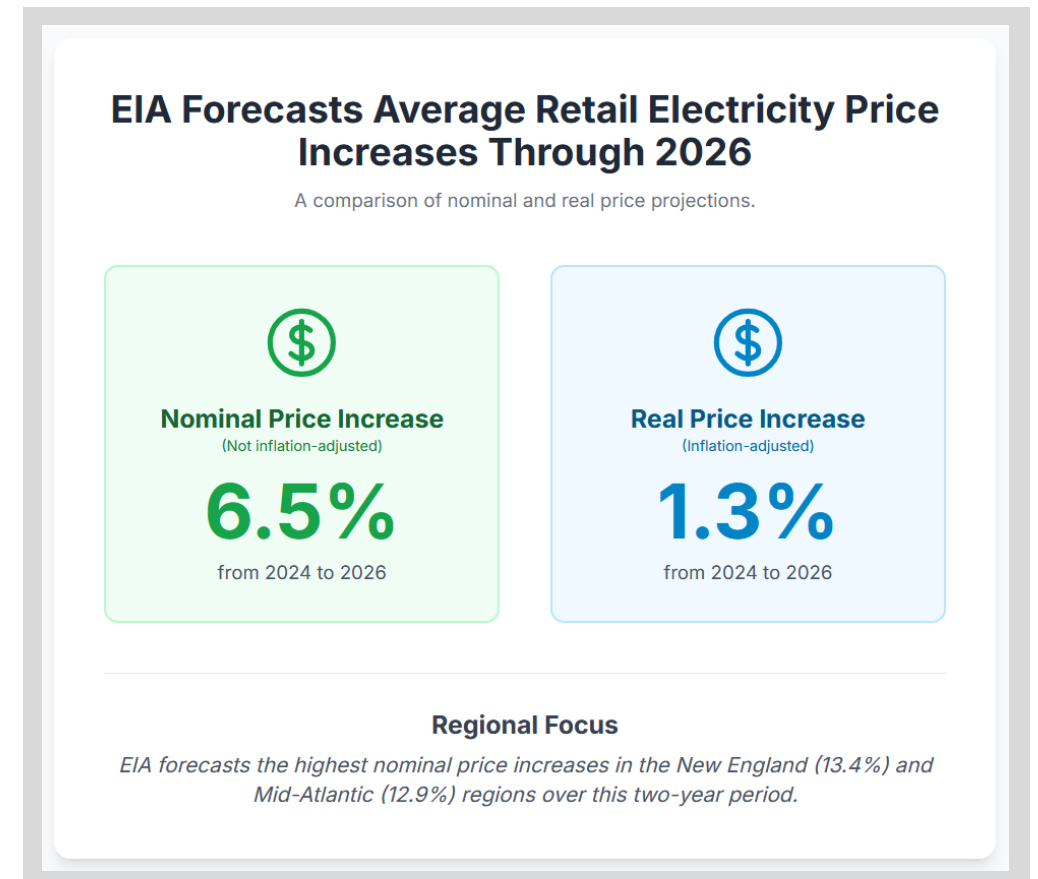 EIA Forecasts Average Retail Electricity Price
Increases Through 2026
A comparison of nominal and real price projections.
$
Nominal Price Increase
(Not inflation-adjusted)
6.5%
from 2024 to 2026
$
Real Price Increase
(Inflation-adjusted)
1.3%
from 2024 to 2026
Regional Focus
EIA forecasts the highest nominal price increases in the New England (13.4%) and
Mid-Atlantic (12.9%) regions over this two-year period.